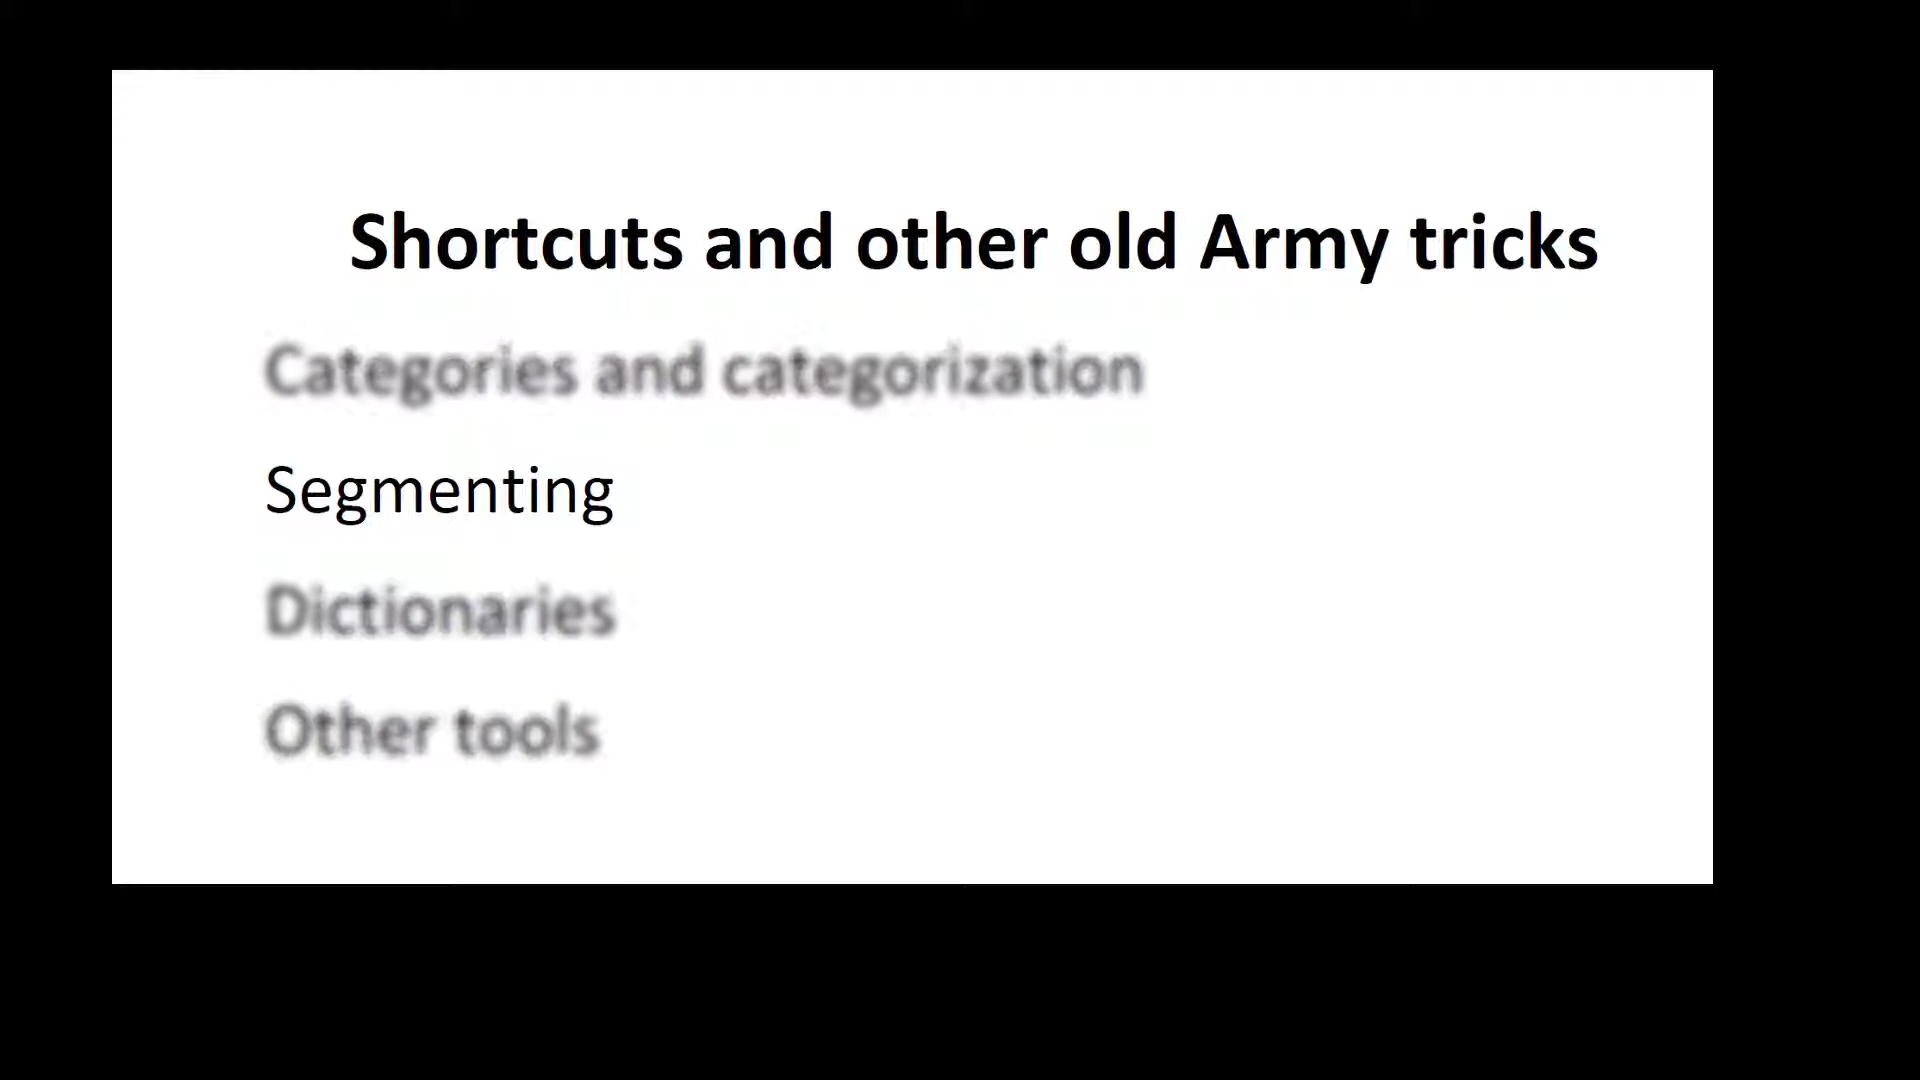 Shortcuts and other old Army tricks
Categories and categorization
Segmenting
Dictionaries
Other tools